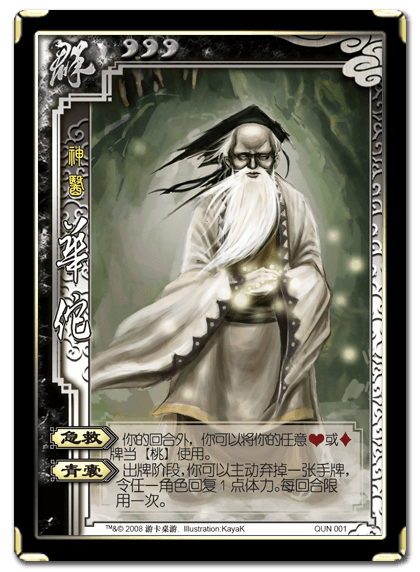 群
神醫
華佗
急救
你的回合外，你可以将你的任意♥或♦
牌当【桃】使用。
青囊
出牌阶段，你可以主动弃掉一张手牌，
令任一角色回复1点体力。每回合限
用一次。
™&© 2008 游卡桌游. Illustration:KayaK
QUN 001